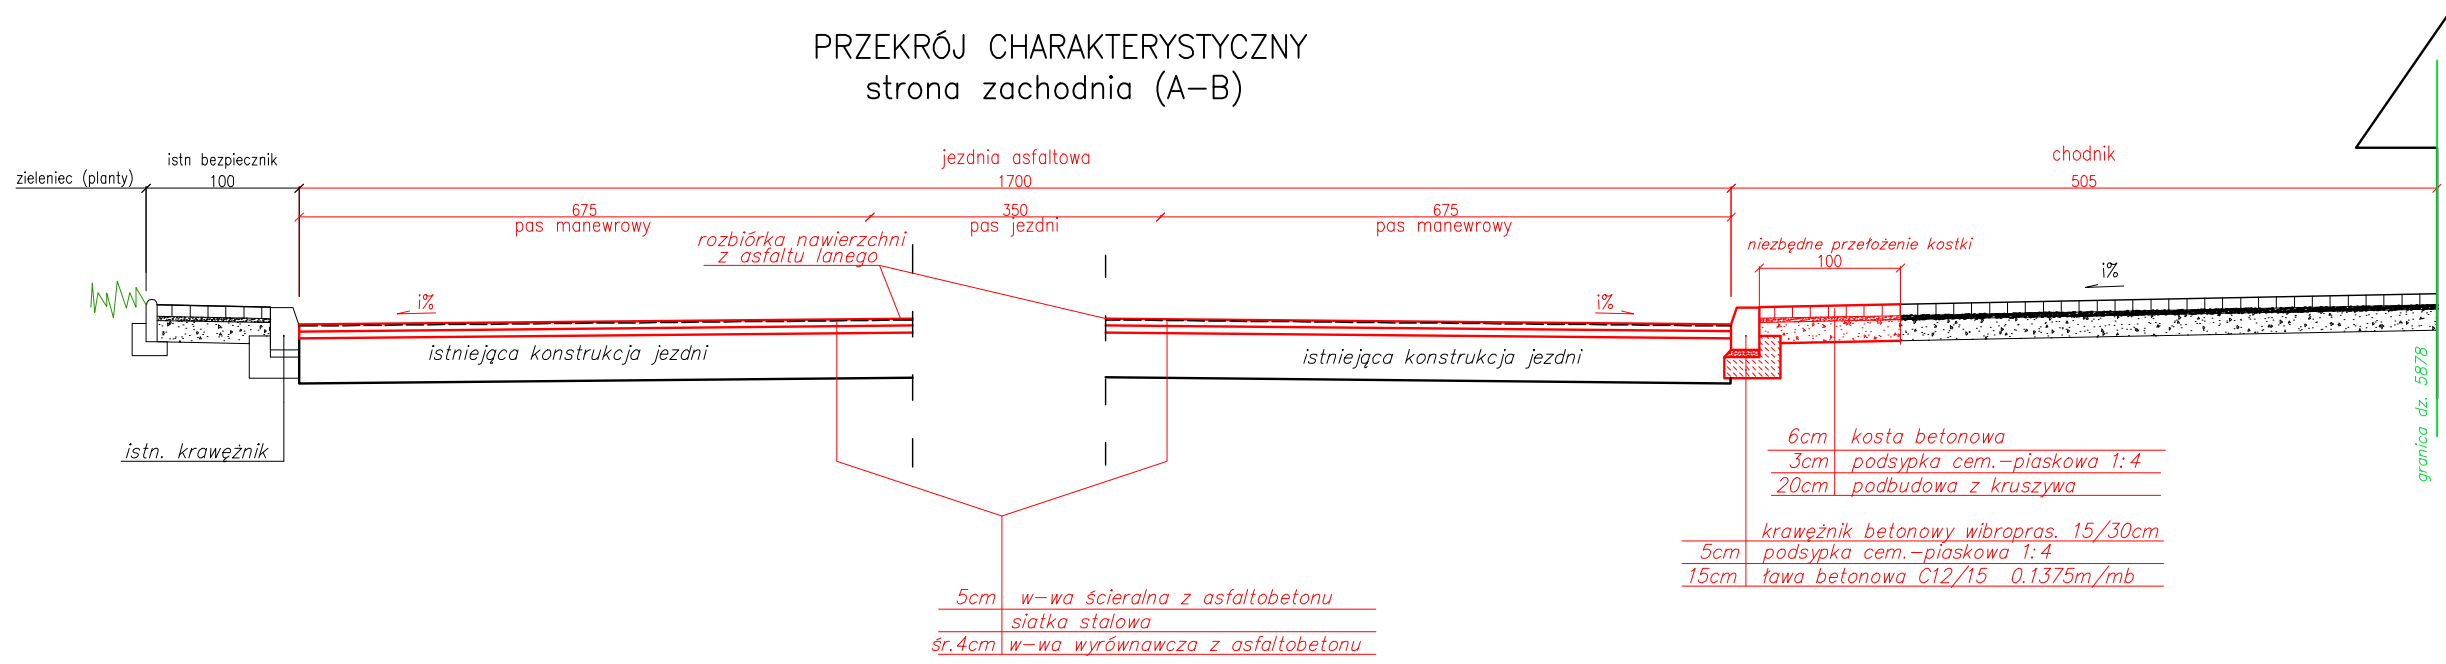 PRZEKRÓJ CHARAKTERYSTYCZNY
strona zachodnia (A-B)
istn bezpiecznik
zieleniec (planty)
100
jezdnia asfaltowa
1700
chodnik
505
675
pas manewrowy
350
pas jezdni
675
pas manewrowy
rozbiórka nawierzchni
z asfaltu lanego
niezbędne przełożenie kostki
100
i%
i%
i%
istniejąca konstrukcja jezdni
istniejąca konstrukcja jezdni
granica dz. 5878
istn. krawężnik
6cm kosta betonowa
3cm podsypka cem.-piaskowa 1:4
20cm podbudowa z kruszywa
krawężnik betonowy wibropras. 15/30cm
5cm podsypka cem.-piaskowa 1:4
15cm ława betonowa C12/15 0.1375m/mb
5cm w-wa ścieralna z asfaltobetonu
siatka stalowa
śr.4cm w-wa wyrównawcza z asfaltobetonu